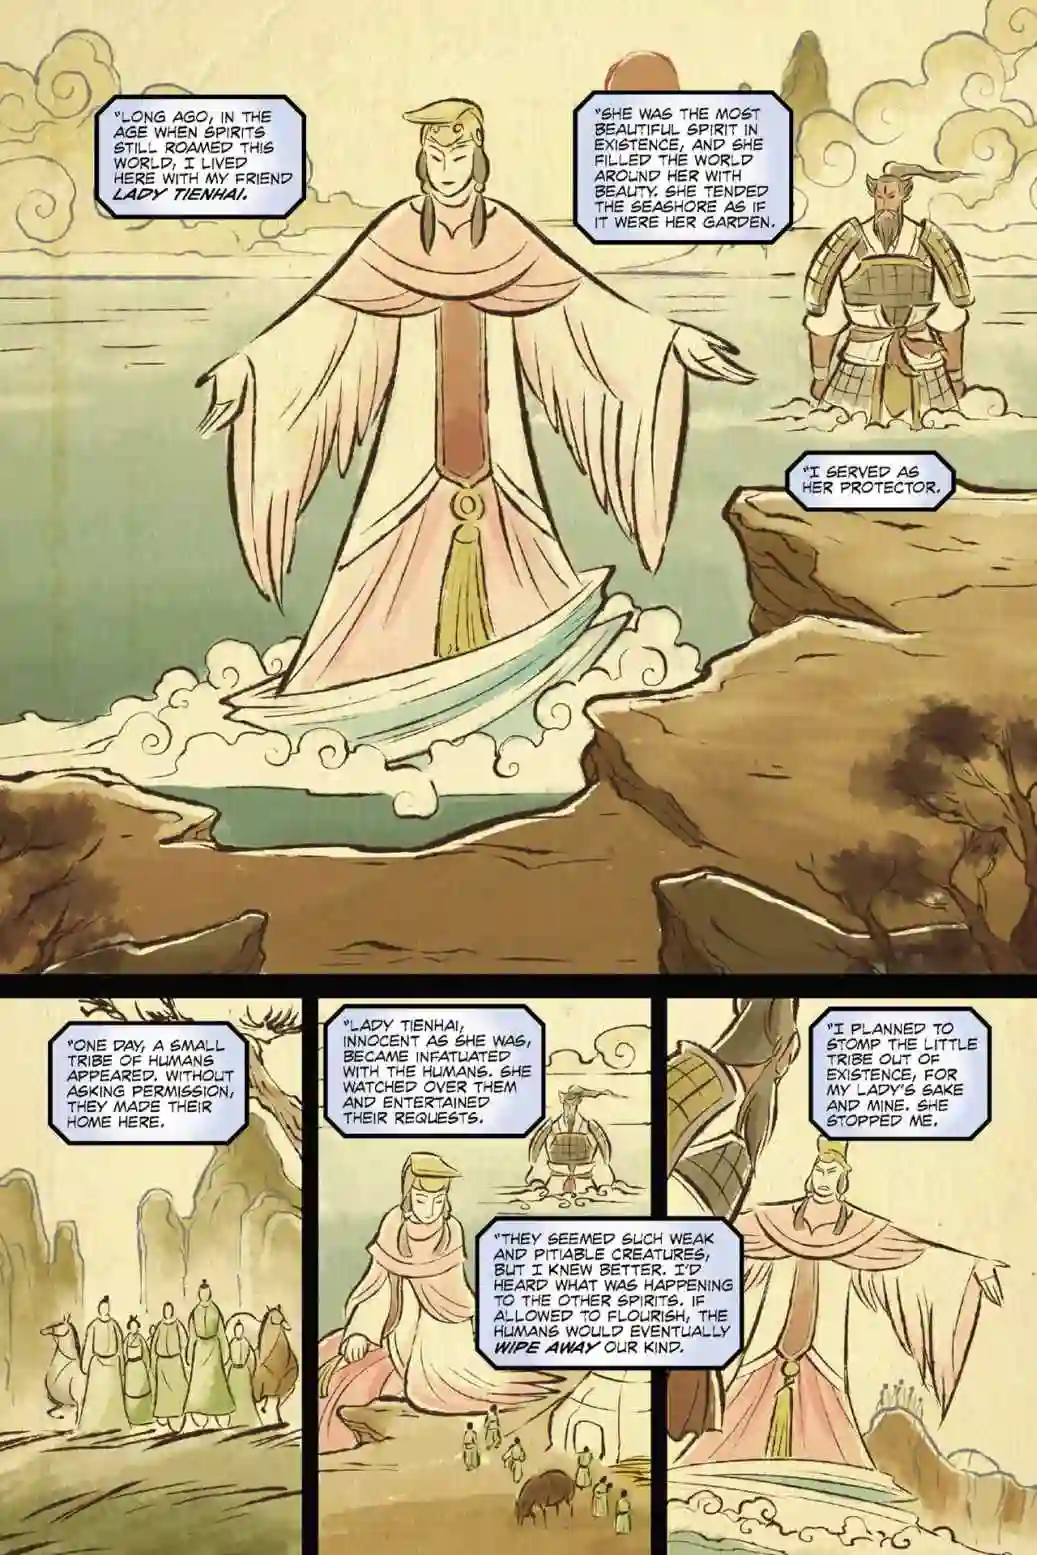 "LONG AGO, IN THE
AGE WHEN SPIRITS
STILL ROAMED THIS
WORLD, I LIVED
HERE WITH MY FRIEND
LADY TIENHAI.
"SHE WAS THE MOST
BEAUTIFUL SPIRIT IN
EXISTENCE, AND SHE
FILLED THE WORLD
AROUND HER WITH
BEAUTY. SHE TENDED
THE SEASHORE AS IF
IT WERE HER GARDEN.
"I SERVED AS
HER PROTECTOR.
"ONE DAY, A SMALL
TRIBE OF HUMANS
APPEARED. WITHOUT
ASKING PERMISSION,
THEY MADE THEIR
HOME HERE.
"LADY TIENHAI,
INNOCENT AS SHE WAS,
BECAME INFATUATED
WITH THE HUMANS. SHE
WATCHED OVER THEM
AND ENTERTAINED
THEIR REQUESTS.
"THEY SEEMED SUCH WEAK
AND PITIABLE CREATURES,
BUT I KNEW BETTER. I'D
HEARD WHAT WAS HAPPENING
TO THE OTHER SPIRITS. IF
ALLOWED TO FLOURISH, THE
HUMANS WOULD EVENTUALLY
WIPE AWAY OUR KIND.
"I PLANNED TO
STOMP THE LITTLE
TRIBE OUT OF
EXISTENCE, FOR
MY LADY'S SAKE
AND MINE. SHE
STOPPED ME.